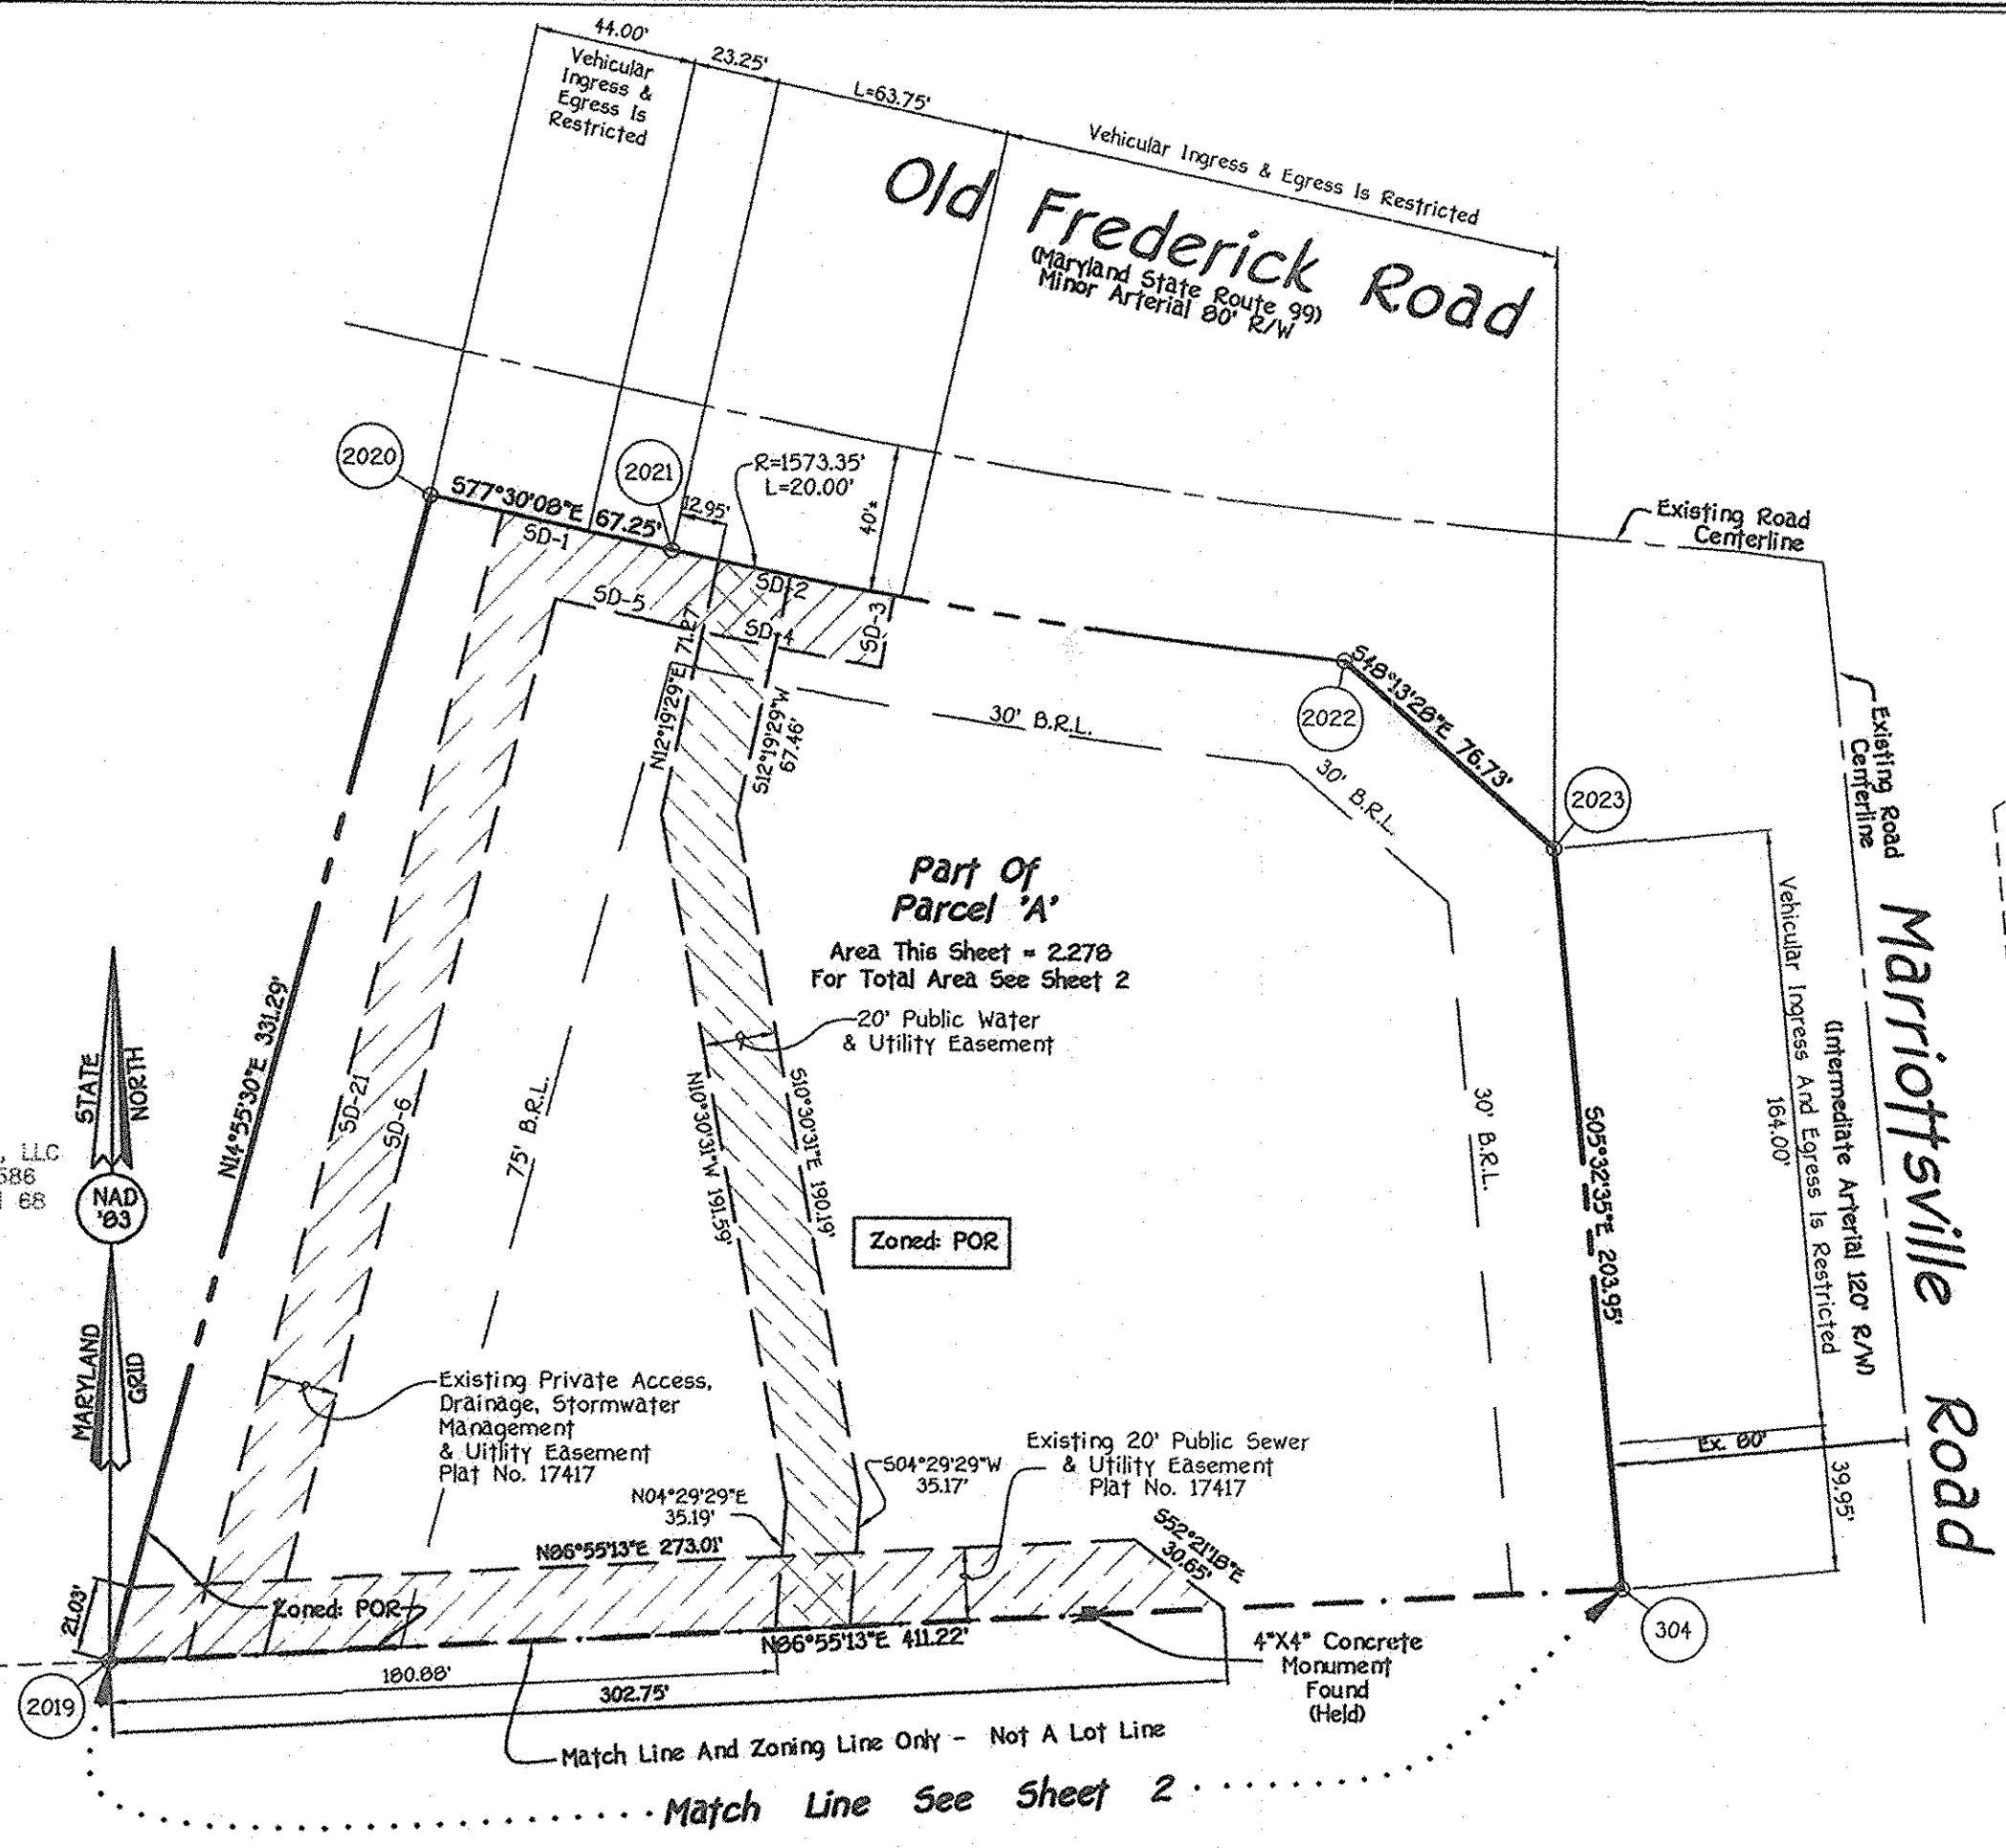 44.00'
23.25'
L=63.75'
Vehicular
Ingress &
Egress Is
Restricted
Vehicular Ingress & Egress Is Restricted
Old Frederick Road
(Maryland State Route 99)
Minor Arterial 80' R/W
2020
2021
S77°30'08"E 67.25'
12.95'
R=1573.35'
L=20.00'
40'±
SD-1
SD-2
SD-3
SD-4
SD-5
Existing Road
Centerline
N12°19'29"E 71.27'
S12°19'29"W
67.46'
30' B.R.L.
2022
S48°13'28"E 76.73'
30' B.R.L.
2023
Existing Road
Centerline
Part Of
Parcel 'A'
Area This Sheet = 2.278
For Total Area See Sheet 2
20' Public Water
& Utility Easement
N14°55'30"E 331.29'
SD-21
SD-6
75' B.R.L.
N10°30'31"W 191.59'
S10°30'31"E 190.19'
Zoned: POR
30' B.R.L.
S05°32'35"E 203.95'
Vehicular Ingress And Egress Is Restricted
164.00'
(Intermediate Arterial 120' R/W)
Marriottsville Road
STATE
NORTH
NAD
'83
MARYLAND
GRID
, LLC
586
68
Existing Private Access,
Drainage, Stormwater
Management
& Uitlity Easement
Plat No. 17417
N04°29'29"E
35.19'
S04°29'29"W
35.17'
Existing 20' Public Sewer
& Utility Easement
Plat No. 17417
Ex. 60'
39.95'
N86°55'13"E 273.01'
S52°21'18"E
30.65'
21.03'
Zoned: POR
N86°55'13"E 411.22'
180.88'
302.75'
2019
304
4"X4" Concrete
Monument
Found
(Held)
Match Line And Zoning Line Only - Not A Lot Line
Match Line See Sheet 2